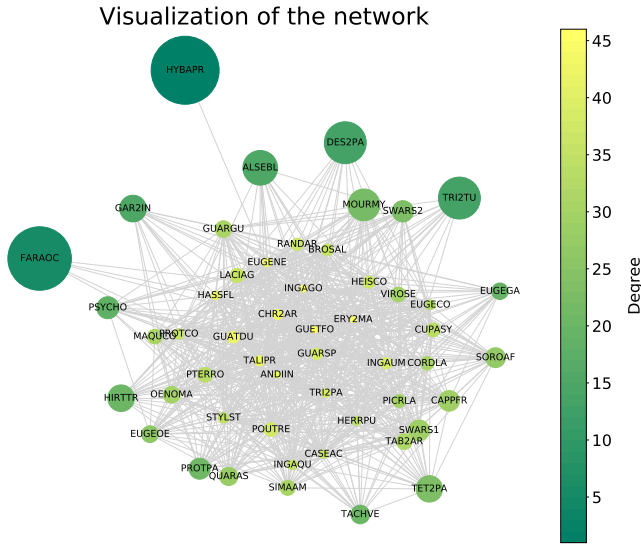 Visualization of the network
HYBAPR
45
40
DES2PA
ALSEBL
35
TRI2TU
MOURMY
GAR2IN
SWARS2
30
GUARGU
RANDAR
BROSAL
FARAOC
EUGENE
LACIAG
HEISCO
INGAGO
EUGEGA
HASSFL
VIROSE
25
Degree
PSYCHO
EUGECO
CHR2AR
ERY2MA
GUETFO
CUPASY
MAQUCO
PROTCO
GUATDU
20
GUARSP
SOROAF
TALIPR
INGAUM
CORDLA
PTERRO
ANDIIN
15
HIRTTR
OENOMA
TRI2PA
PICRLA
CAPPFR
STYLST
HERRPU
10
EUGEOE
POUTRE
SWARS1
TAB2AR
CASEAC
INGAQU
PROTPA
QUARAS
5
SIMAAM
TET2PA
TACHVE